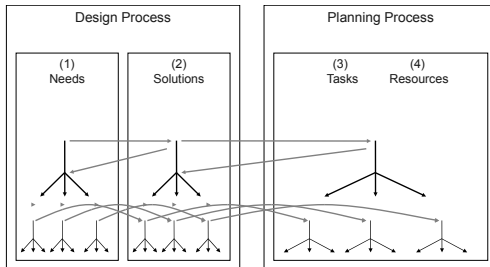 Design Process
Planning Process
(1)
Needs
(2)
Solutions
(3)
Tasks
(4)
Resources